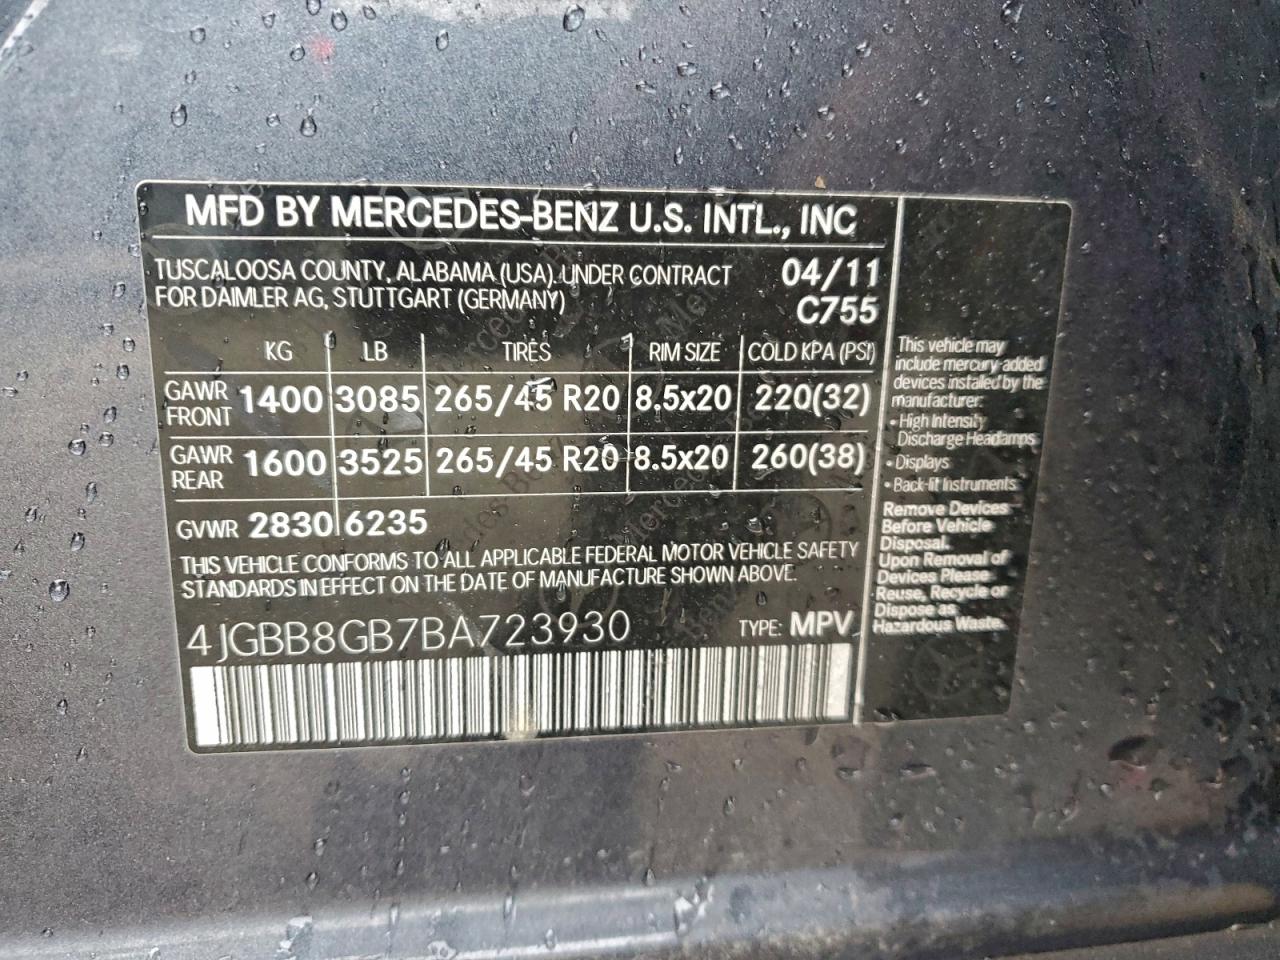 MFD BY MERCEDES-BENZ U.S. INTL., INC
TUSCALOOSA COUNTY, ALABAMA (USA). UNDER CONTRACT 04/11
FOR DAIMLER AG, STUTTGART (GERMANY) C755
KG LB TIRES RIM SIZE COLD KPA (PSI)
GAWR FRONT 1400 3085 265/45 R20 8.5x20 220(32)
GAWR REAR 1600 3525 265/45 R20 8.5x20 260(38)
GVWR 2830 6235
THIS VEHICLE CONFORMS TO ALL APPLICABLE FEDERAL MOTOR VEHICLE SAFETY
STANDARDS IN EFFECT ON THE DATE OF MANUFACTURE SHOWN ABOVE.
4JGBB8GB7BA723930 TYPE: MPV
This vehicle may
include mercury-added
devices installed by the
manufacturer:
• High Intensity
Discharge Headlamps
• Displays
• Back-lit Instruments
Remove Devices
Before Vehicle
Disposal.
Upon Removal of
Devices Please
Reuse, Recycle or
Dispose as
Hazardous Waste.